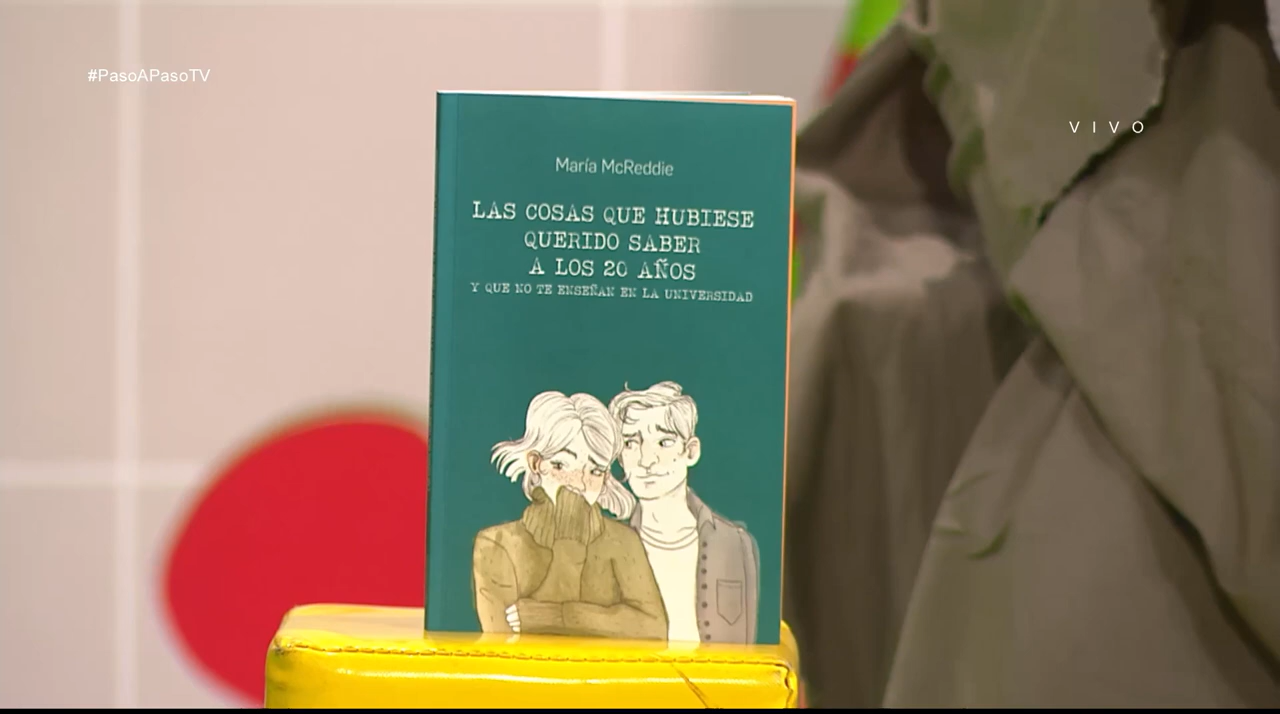 #PasoAPasoTV
VIVO
María McReddie
LAS COSAS QUE HUBIESE
QUERIDO SABER
A LOS 20 AÑOS
Y QUE NO TE ENSEÑAN EN LA UNIVERSIDAD